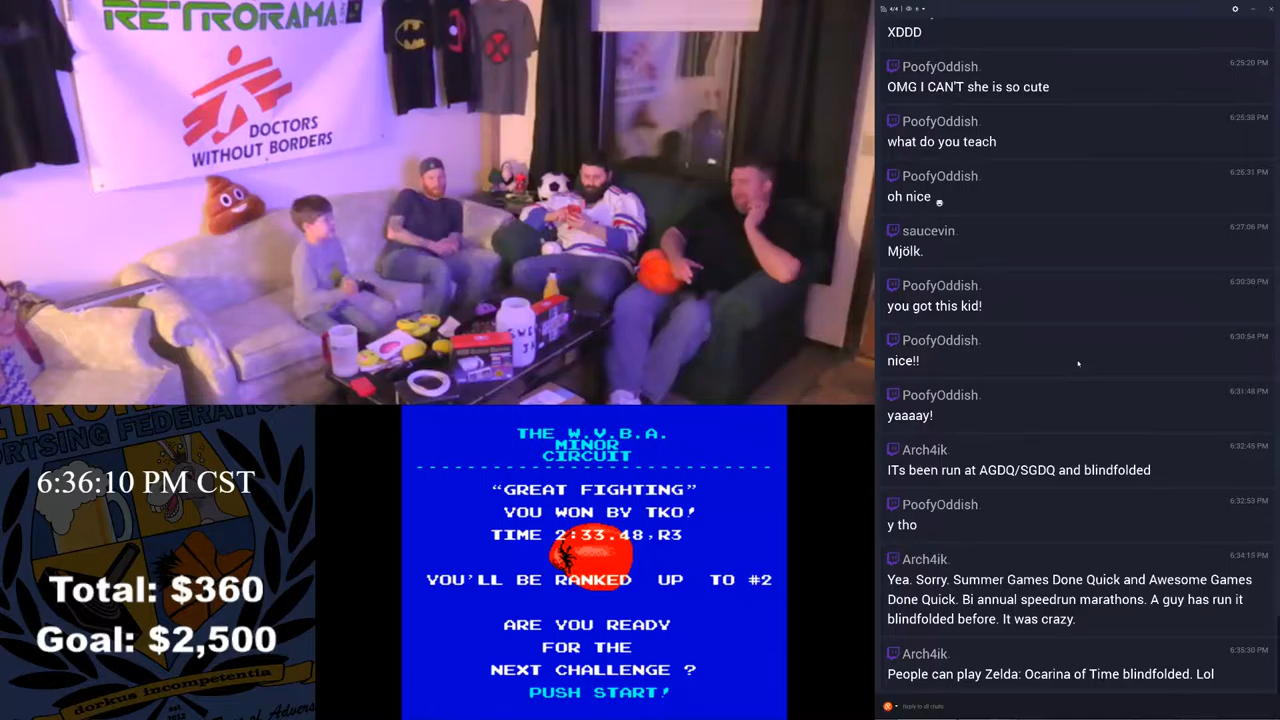 RETRORAMA
DOCTORS
WITHOUT BORDERS
6:36:10 PM CST
Total: $360
Goal: $2,500
dorkus incompetentia
THE W.V.B.A.
MINOR
CIRCUIT
"GREAT FIGHTING"
YOU WON BY TKO!
TIME 2:33.48,R3
YOU'LL BE RANKED UP TO #2
ARE YOU READY
FOR THE
NEXT CHALLENGE ?
PUSH START!
4/4
XDDD
PoofyOddish. 6:25:20 PM
OMG I CAN'T she is so cute
PoofyOddish. 6:25:38 PM
what do you teach
PoofyOddish. 6:26:31 PM
oh nice
saucevin. 6:27:06 PM
Mjölk.
PoofyOddish.
you got this kid!
PoofyOddish. 6:30:54 PM
nice!!
PoofyOddish. 6:31:48 PM
yaaaay!
Arch4ik. 6:32:45 PM
ITs been run at AGDQ/SGDQ and blindfolded
PoofyOddish. 6:32:53 PM
y tho
Arch4ik. 6:34:15 PM
Yea. Sorry. Summer Games Done Quick and Awesome Games
Done Quick. Bi annual speedrun marathons. A guy has run it
blindfolded before. It was crazy.
Arch4ik. 6:35:30 PM
People can play Zelda: Ocarina of Time blindfolded. Lol
Reply to all chats